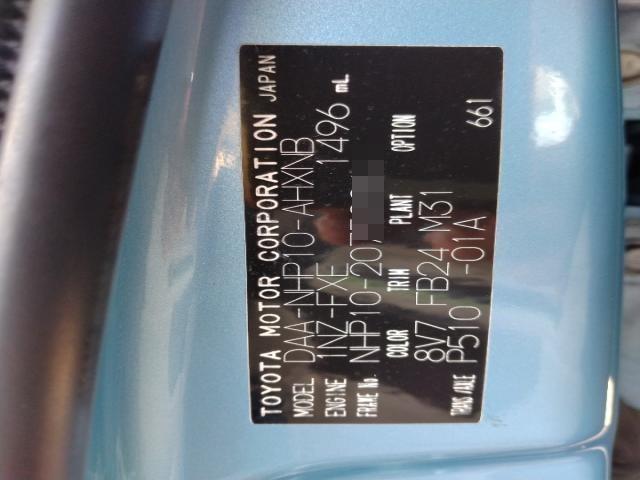 TOYOTA MOTOR CORPORATION JAPAN
MODEL DAA-NHP10-AHXNB
ENGINE 1NZ-FXE 1496 mL
FRAME No. NHP10-2075
COLOR TRIM PLANT OPTION
8V7 FB24 M31
TRANS/AXLE P510 -01A 661